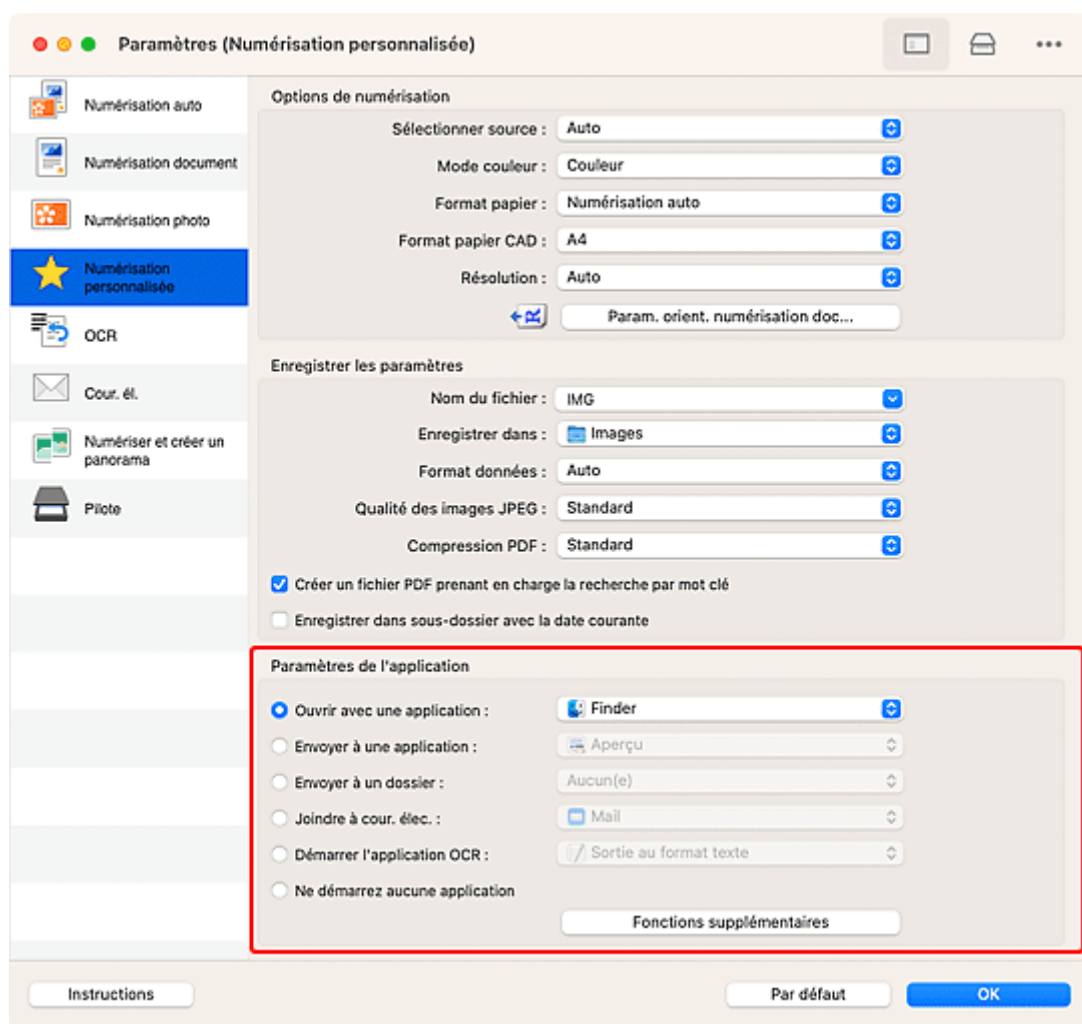 Paramètres (Numérisation personnalisée)
Numérisation auto
Numérisation document
Numérisation photo
Numérisation
personnalisée
OCR
Cour. él.
Numériser et créer un
panorama
Pilote
Options de numérisation
Sélectionner source : Auto
Mode couleur : Couleur
Format papier : Numérisation auto
Format papier CAD : A4
Résolution : Auto
Param. orient. numérisation doc...
Enregistrer les paramètres
Nom du fichier : IMG
Enregistrer dans : Images
Format données : Auto
Qualité des images JPEG : Standard
Compression PDF : Standard
Créer un fichier PDF prenant en charge la recherche par mot clé
Enregistrer dans sous-dossier avec la date courante
Paramètres de l'application
Ouvrir avec une application : Finder
Envoyer à une application : Aperçu
Envoyer à un dossier : Aucun(e)
Joindre à cour. élec. : Mail
Démarrer l'application OCR : Sortie au format texte
Ne démarrez aucune application
Fonctions supplémentaires
Instructions
Par défaut
OK